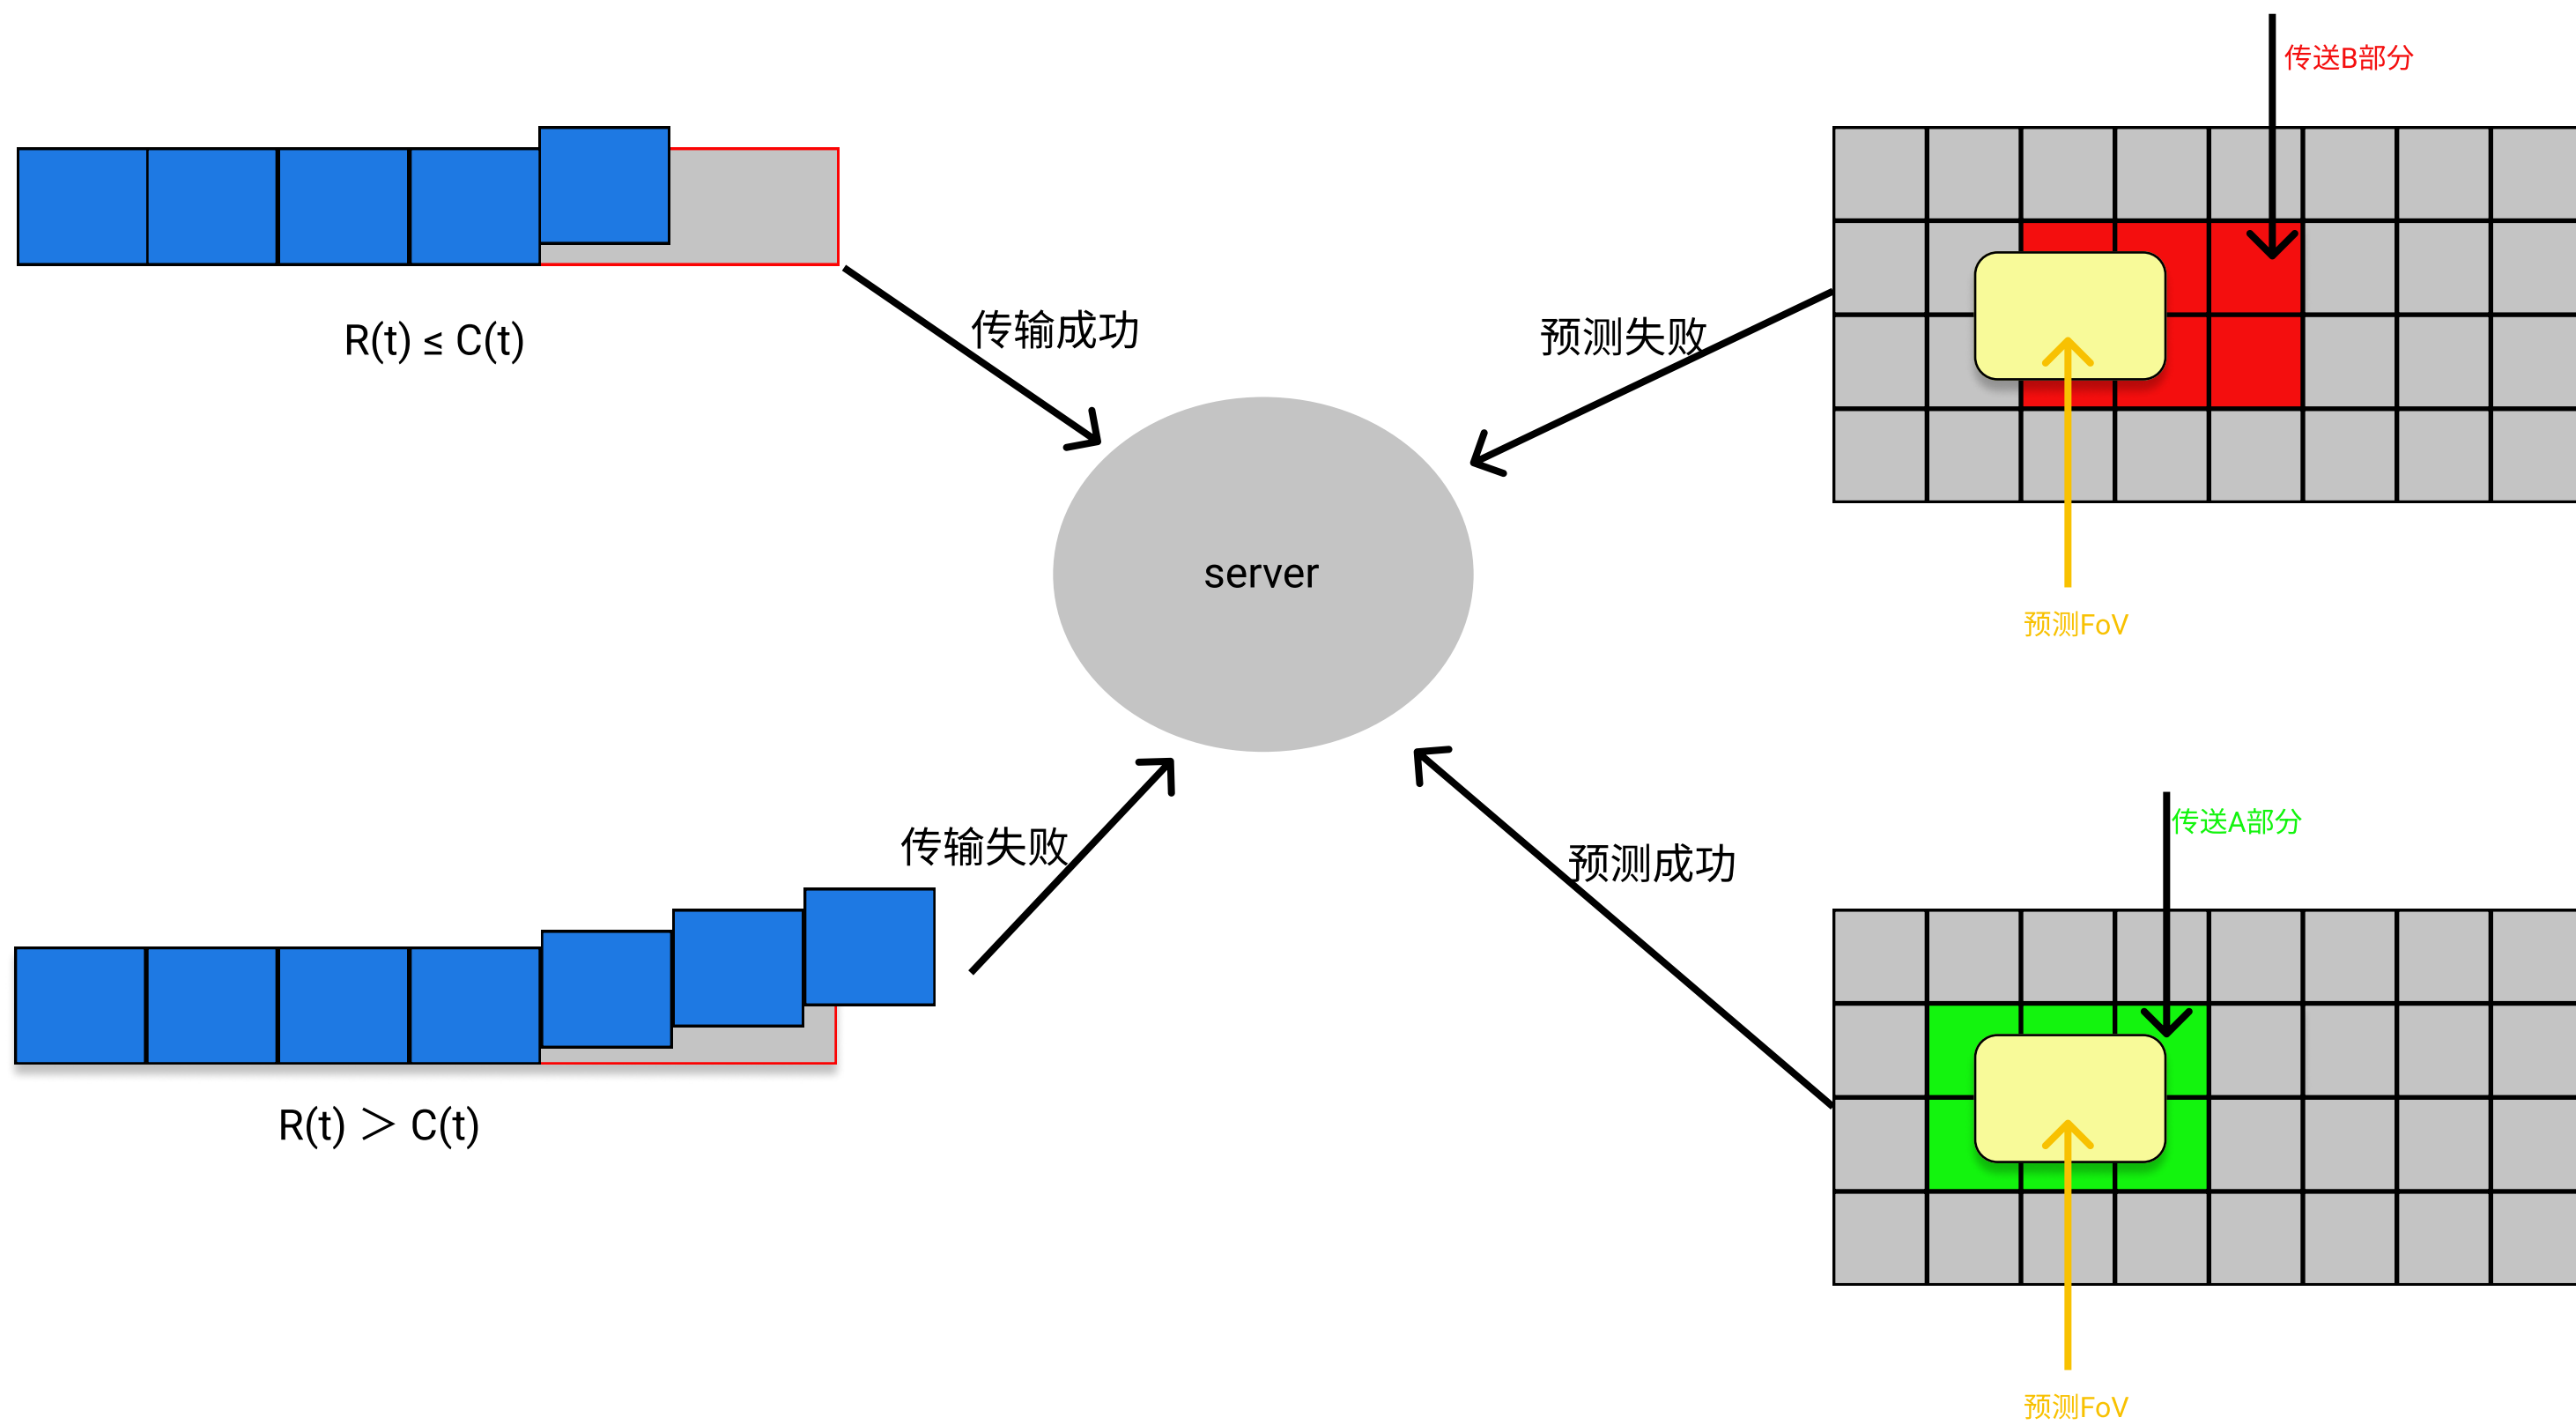 传送B部分
传输成功
预测失败
R(t) ≤ C(t)
server
预测FoV
传输失败
预测成功
传送A部分
R(t) > C(t)
预测FoV